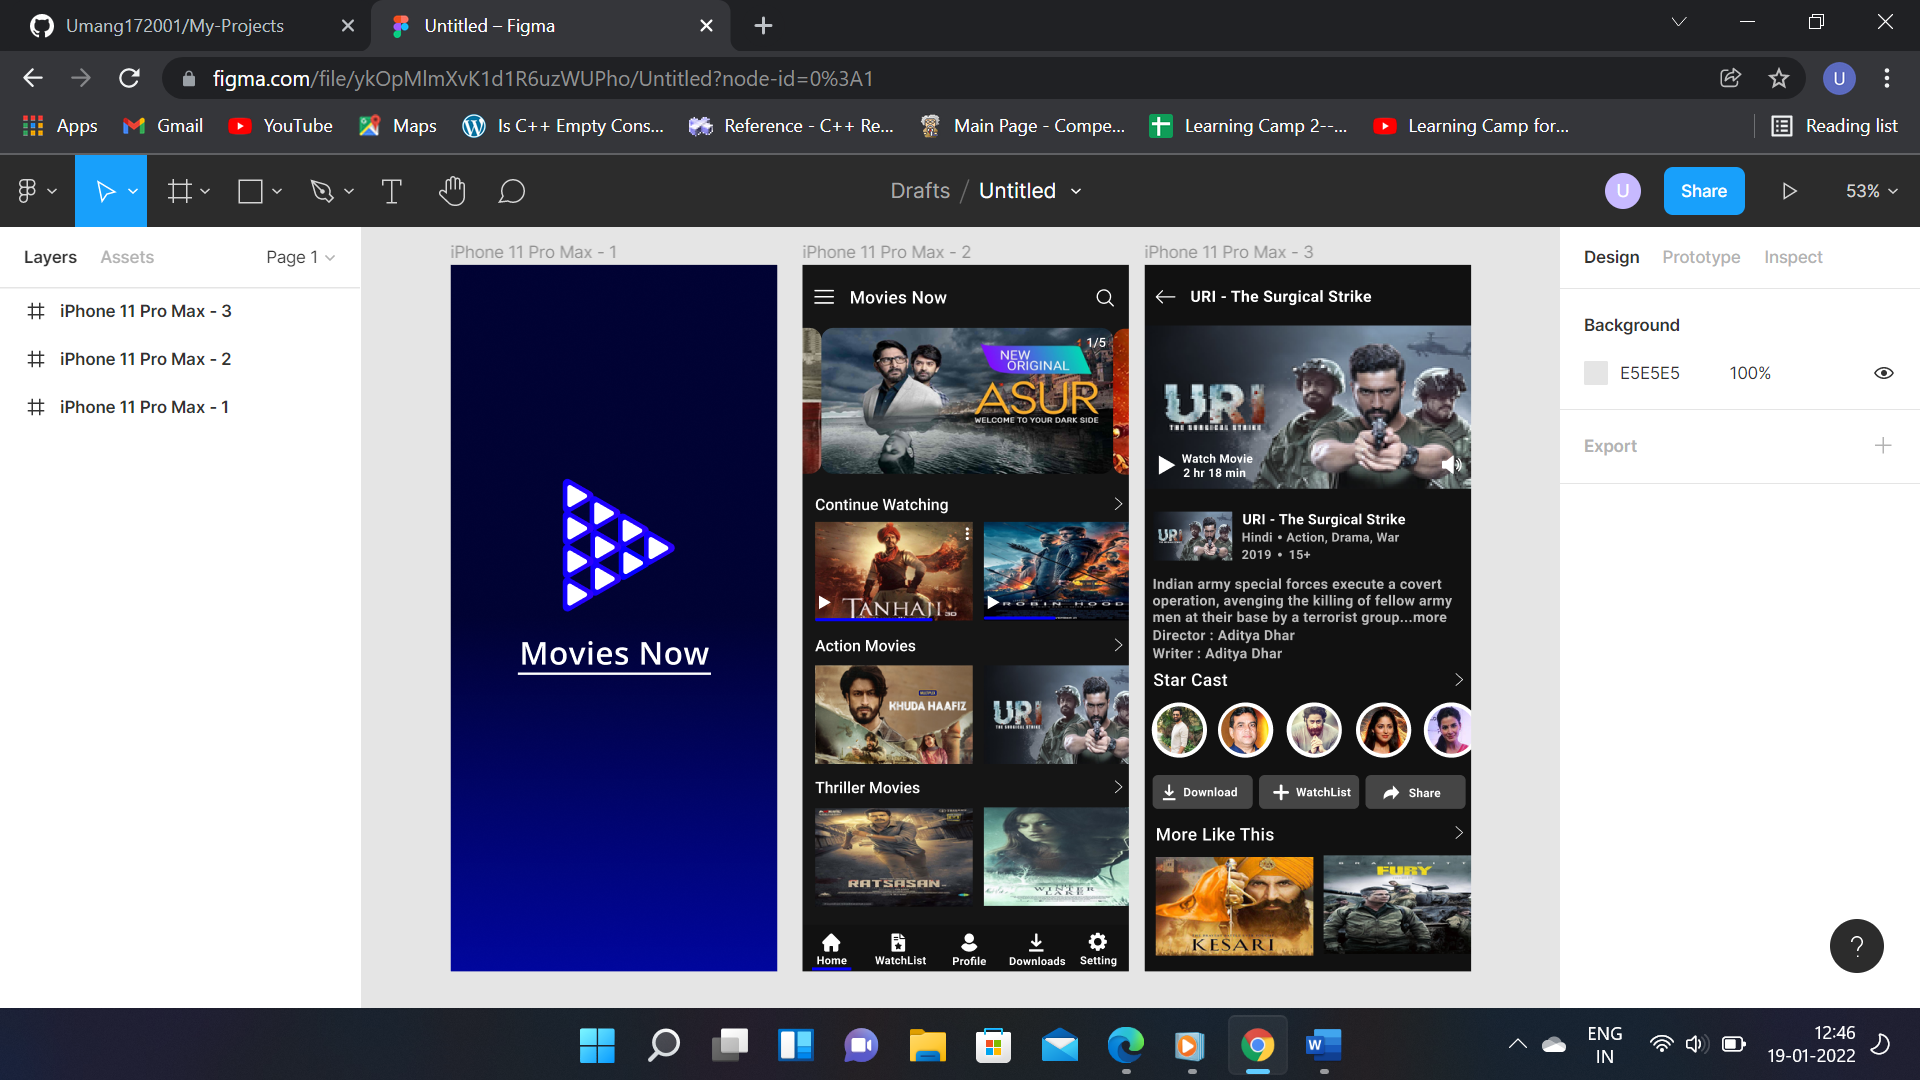 Umang172001/My-Projects
Untitled – Figma
figma.com/file/ykOpMlmXvK1d1R6uzWUPho/Untitled?node-id=0%3A1
U
Apps
Gmail
YouTube
Maps
Is C++ Empty Cons...
Reference - C++ Re...
Main Page - Compe...
Learning Camp 2--...
Learning Camp for...
Reading list
Drafts / Untitled
U
Share
53%
Layers
Assets
Page 1
iPhone 11 Pro Max - 3
iPhone 11 Pro Max - 2
iPhone 11 Pro Max - 1
iPhone 11 Pro Max - 1
Movies Now
iPhone 11 Pro Max - 2
Movies Now
1/5
NEW
ORIGINAL
ASUR
WELCOME TO YOUR DARK SIDE
Continue Watching
TANHAJI 3D
ROBIN HOOD
Action Movies
KHUDA HAAFIZ
URI
THE SURGICAL STRIKE
Thriller Movies
RATSASAN
WINTER
LAKE
Home
WatchList
Profile
Downloads
Setting
iPhone 11 Pro Max - 3
URI - The Surgical Strike
URI
THE SURGICAL STRIKE
Watch Movie
2 hr 18 min
URI
URI - The Surgical Strike
Hindi • Action, Drama, War
2019 • 15+
Indian army special forces execute a covert
operation, avenging the killing of fellow army
men at their base by a terrorist group...more
Director : Aditya Dhar
Writer : Aditya Dhar
Star Cast
Download
WatchList
Share
More Like This
KESARI
BRAD PITT
FURY
Design
Prototype
Inspect
Background
E5E5E5
100%
Export
?
ENG
IN
12:46
19-01-2022